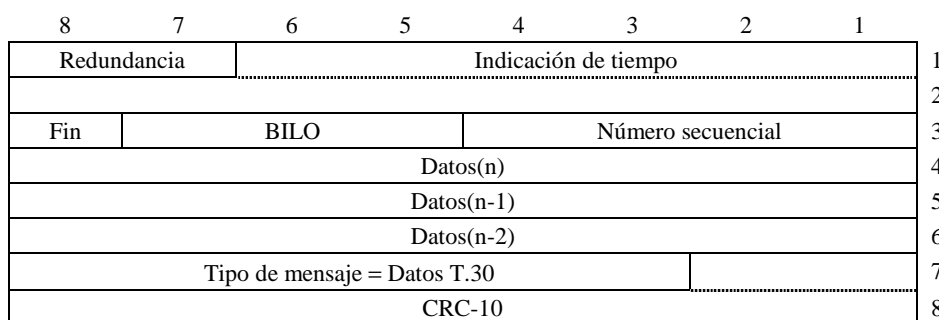 8 7 6 5 4 3 2 1
Redundancia Indicación de tiempo 1
2
Fin BILO Número secuencial 3
Datos(n) 4
Datos(n-1) 5
Datos(n-2) 6
Tipo de mensaje = Datos T.30 7
CRC-10 8